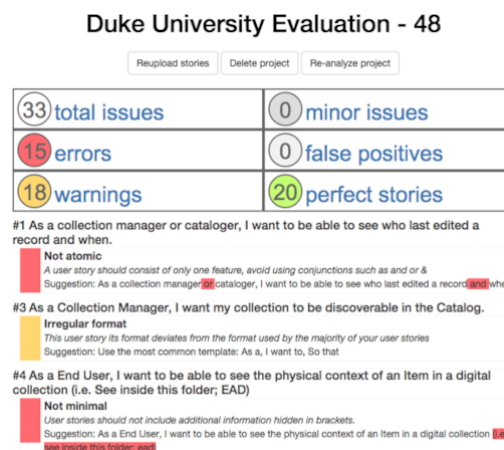 Duke University Evaluation - 48
Reupload stories Delete project Re-analyze project
33 total issues 0 minor issues
15 errors 0 false positives
18 warnings 20 perfect stories
#1 As a collection manager or cataloger, I want to be able to see who last edited a
record and when.
Not atomic
A user story should consist of only one feature, avoid using conjunctions such as and or &
Suggestion: As a collection manager or cataloger, I want to be able to see who last edited a record and whe
#3 As a Collection Manager, I want my collection to be discoverable in the Catalog.
Irregular format
This user story its format deviates from the format used by the majority of your user stories
Suggestion: Use the most common template: As a, I want to, So that
#4 As a End User, I want to be able to see the physical context of an Item in a digital
collection (i.e. See inside this folder; EAD)
Not minimal
User stories should not include additional information hidden in brackets.
Suggestion: As a End User, I want to be able to see the physical context of an Item in a digital collection (i.e
see inside this folder; ead)